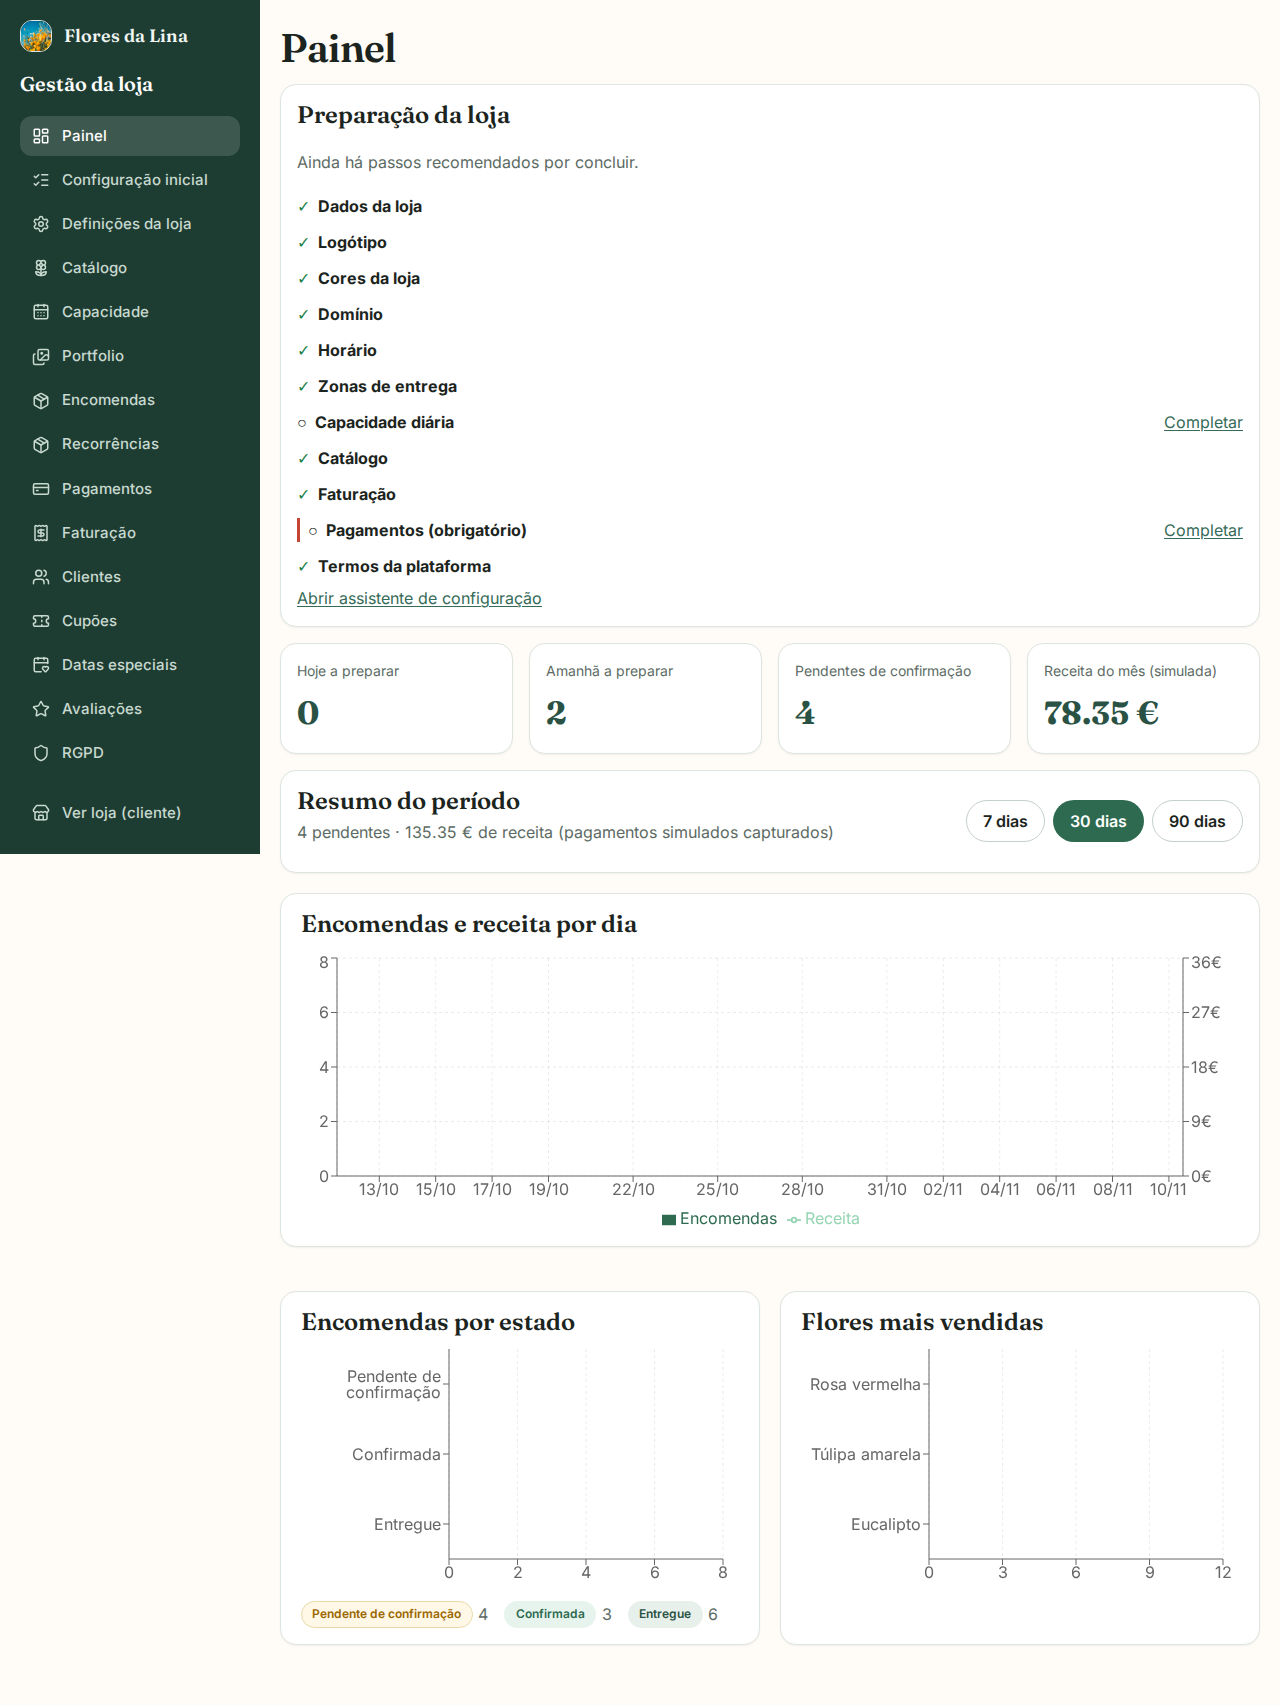 Flores da Lina
Gestão da loja
Painel
Configuração inicial
Definições da loja
Catálogo
Capacidade
Portfolio
Encomendas
Recorrências
Pagamentos
Faturação
Clientes
Cupões
Datas especiais
Avaliações
RGPD
Ver loja (cliente)
Painel
Preparação da loja
Ainda há passos recomendados por concluir.
✓ Dados da loja
✓ Logótipo
✓ Cores da loja
✓ Domínio
✓ Horário
✓ Zonas de entrega
○ Capacidade diária Completar
✓ Catálogo
✓ Faturação
○ Pagamentos (obrigatório) Completar
✓ Termos da plataforma
Abrir assistente de configuração
Hoje a preparar
0
Amanhã a preparar
2
Pendentes de confirmação
4
Receita do mês (simulada)
78.35 €
Resumo do período
4 pendentes · 135.35 € de receita (pagamentos simulados capturados)
7 dias 30 dias 90 dias
Encomendas e receita por dia
8 36€
6 27€
4 18€
2 9€
0 0€
13/10 15/10 17/10 19/10 22/10 25/10 28/10 31/10 02/11 04/11 06/11 08/11 10/11
Encomendas Receita
Encomendas por estado
Pendente de
confirmação
Confirmada
Entregue
0 2 4 6 8
Pendente de confirmação 4 Confirmada 3 Entregue 6
Flores mais vendidas
Rosa vermelha
Túlipa amarela
Eucalipto
0 3 6 9 12